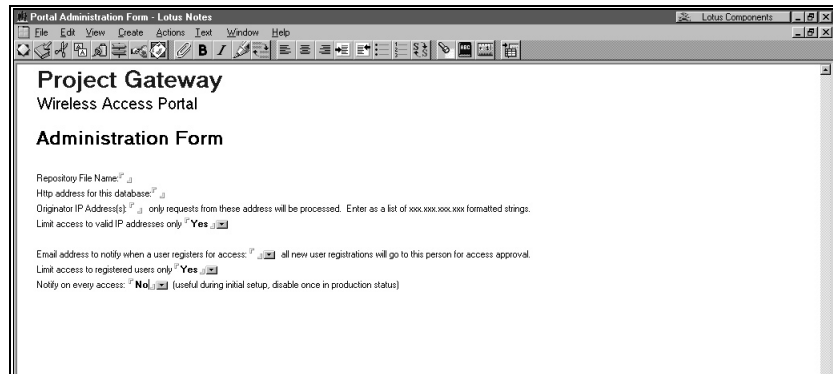 Portal Administration Form - Lotus Notes
Lotus Components
File Edit View Create Actions Text Window Help
Project Gateway
Wireless Access Portal
Administration Form
Repository File Name:
Http address for this database:
Originator IP Address(s): only requests from these address will be processed. Enter as a list of xxx.xxx.xxx.xxx formatted strings.
Limit access to valid IP addresses only Yes
Email address to notify when a user registers for access: all new user registrations will go to this person for access approval.
Limit access to registered users only Yes
Notify on every access: No (useful during initial setup, disable once in production status)